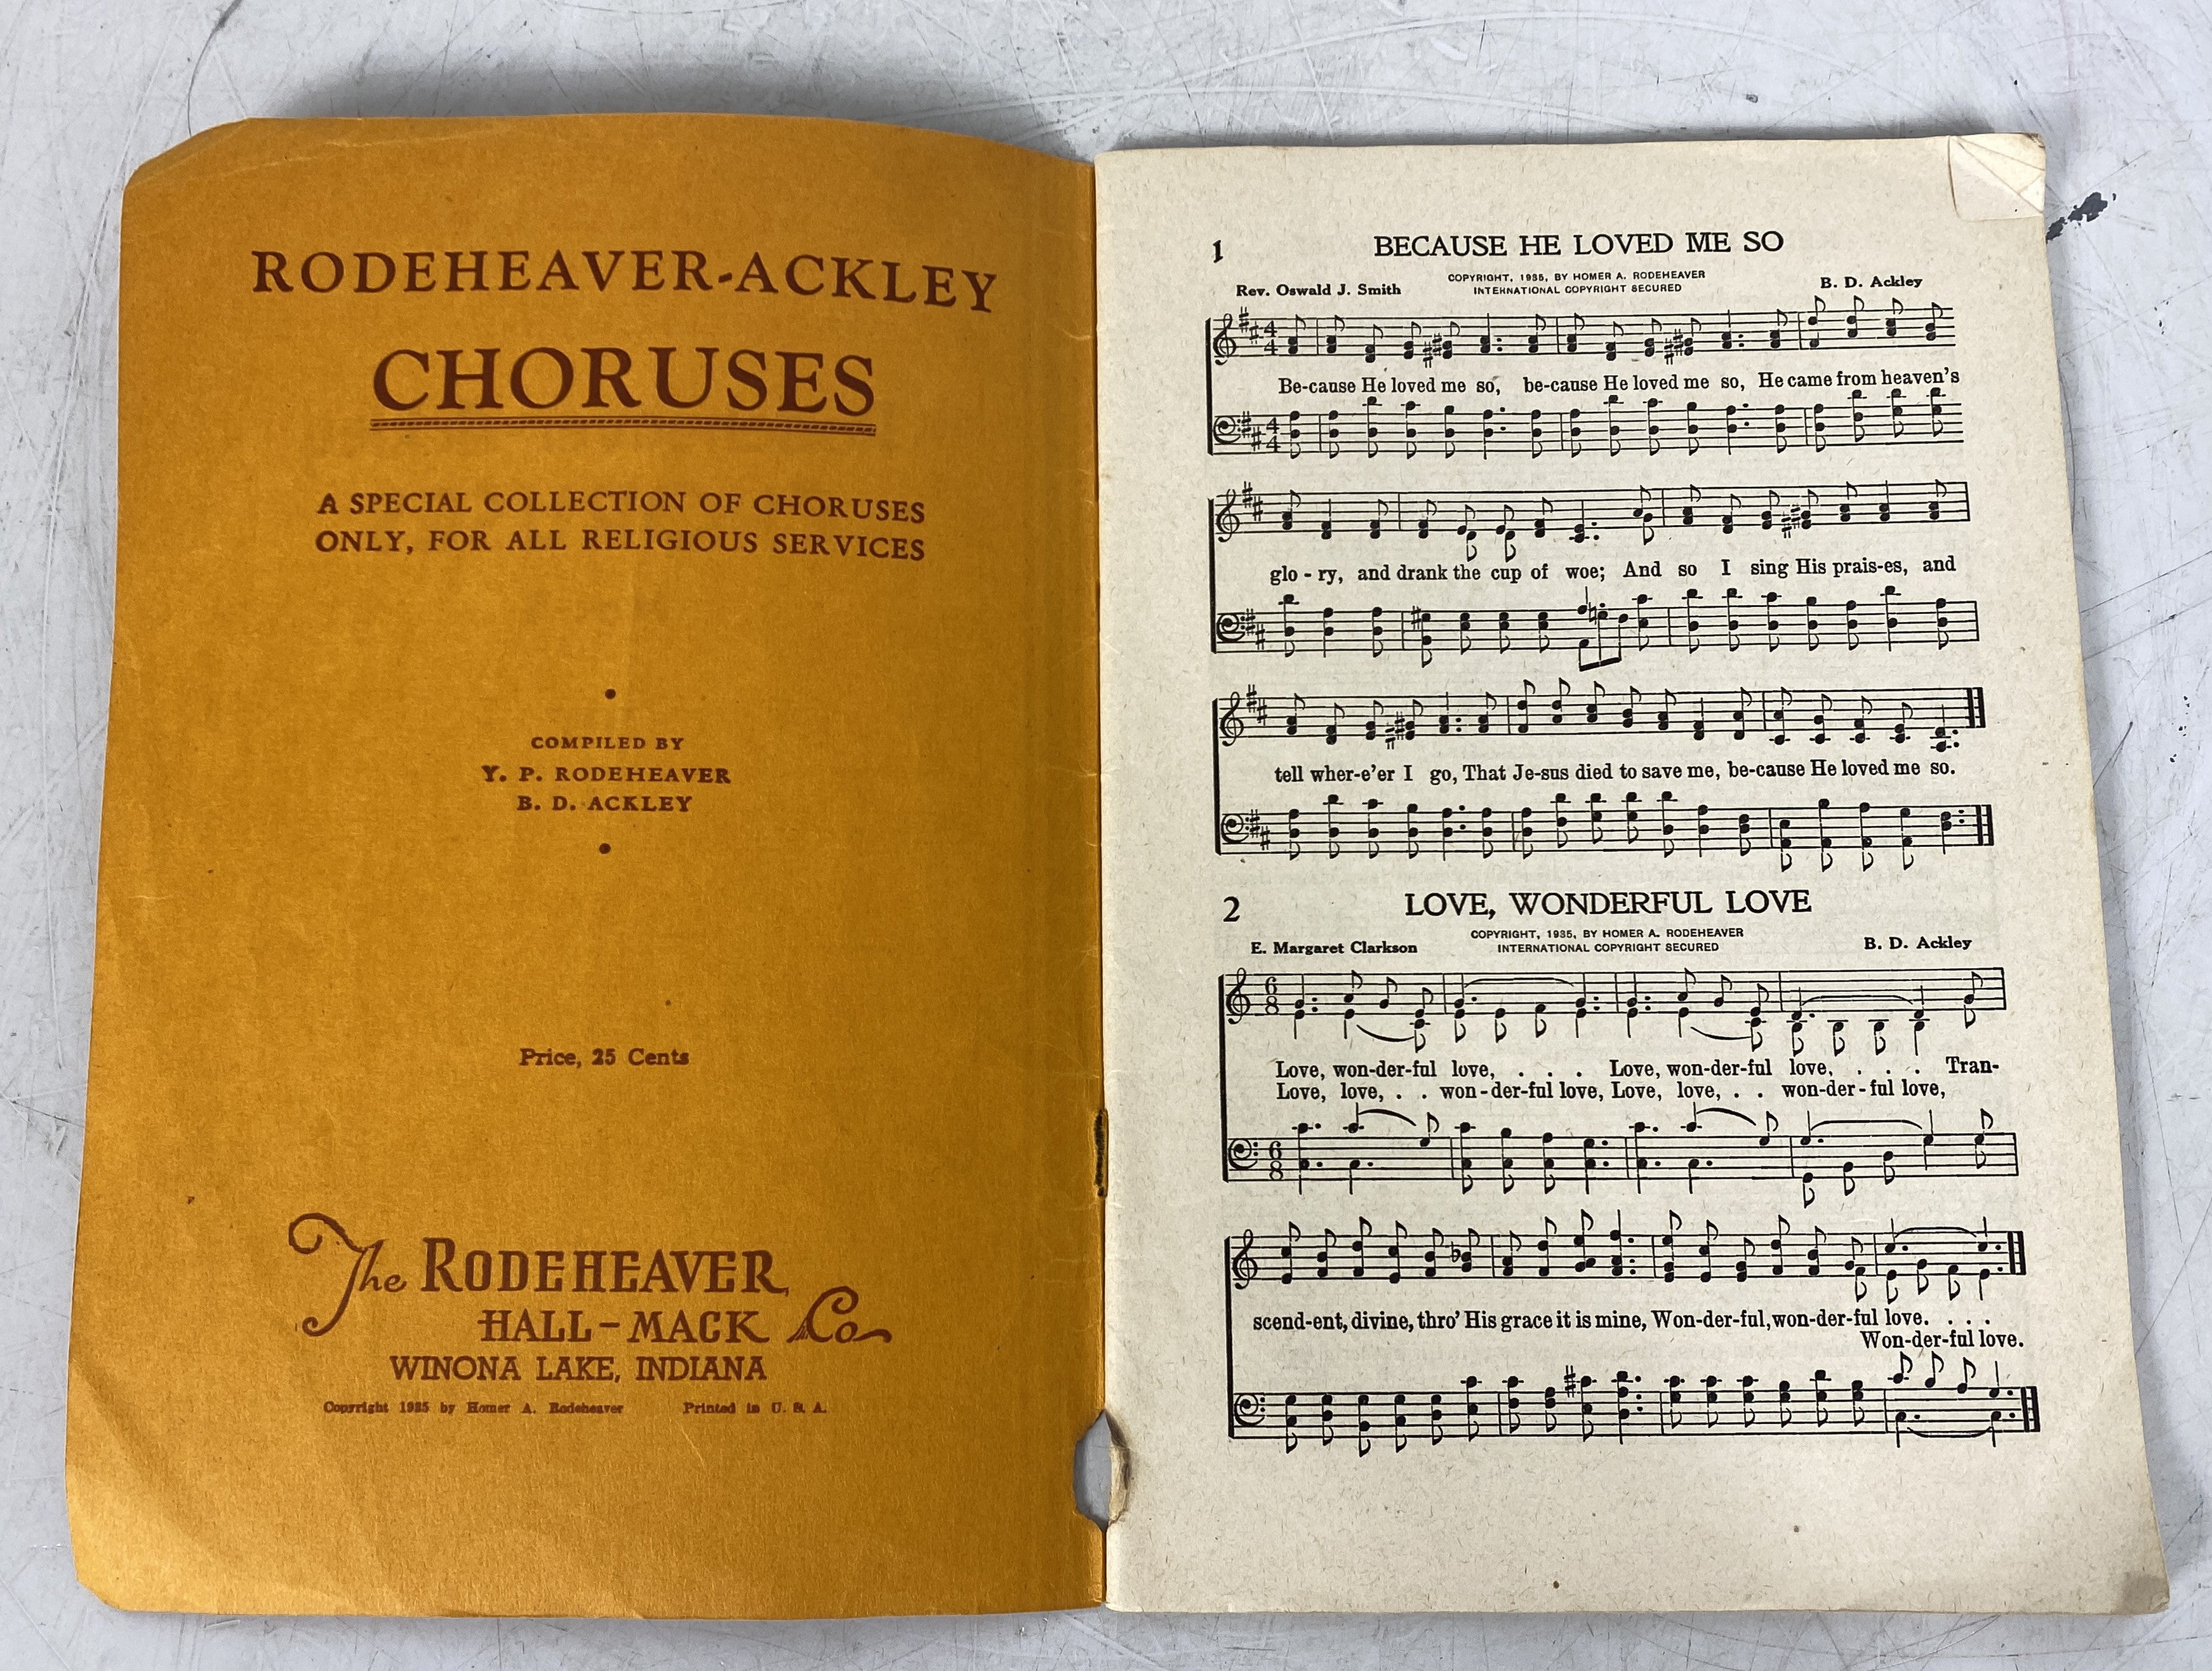 RODEHEAVER-ACKLEY
CHORUSES
A SPECIAL COLLECTION OF CHORUSES
ONLY, FOR ALL RELIGIOUS SERVICES
COMPILED BY
Y. P. RODEHEAVER
B. D. ACKLEY
Price, 25 Cents
The RODEHEAVER
HALL-MACK Co
WINONA LAKE, INDIANA
Copyright 1935 by Homer A. Rodeheaver Printed in U. S. A.
1 BECAUSE HE LOVED ME SO
COPYRIGHT, 1935, BY HOMER A. RODEHEAVER
Rev. Oswald J. Smith INTERNATIONAL COPYRIGHT SECURED B. D. Ackley
4
4
Be-cause He loved me so, be-cause He loved me so, He came from heaven's
4
4
glo - ry, and drank the cup of woe; And so I sing His prais-es, and
tell wher-e'er I go, That Je-sus died to save me, be-cause He loved me so.
2 LOVE, WONDERFUL LOVE
COPYRIGHT, 1935, BY HOMER A. RODEHEAVER
E. Margaret Clarkson INTERNATIONAL COPYRIGHT SECURED B. D. Ackley
6
8
Love, won-der-ful love, . . . Love, won-der-ful love, . . . Tran-
Love, love, . . won-der-ful love, Love, love, . . won-der-ful love,
6
8
scend-ent, divine, thro' His grace it is mine, Won-der-ful, won-der-ful love. . . .
Won-der-ful love.